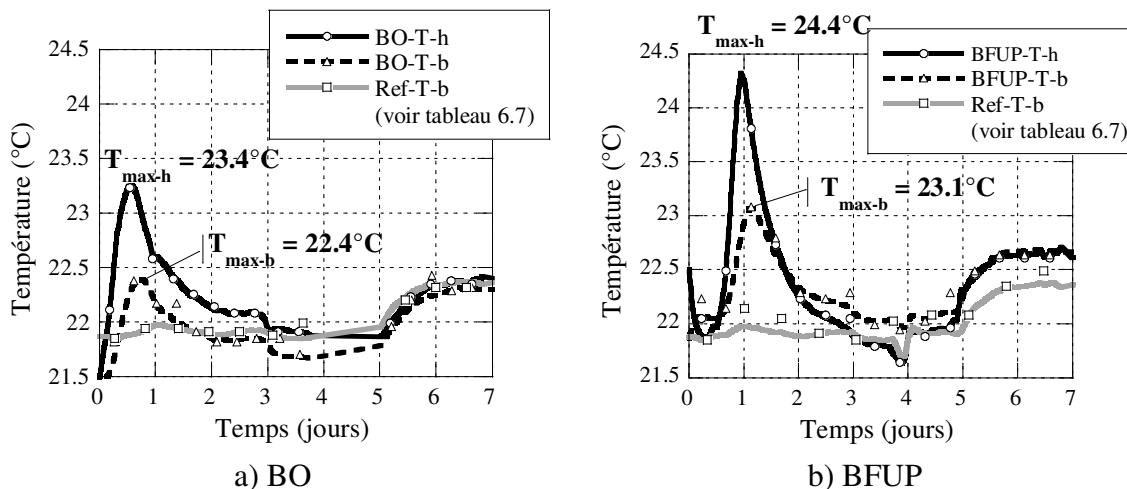 24.5
24
23.5
23
22.5
22
21.5
Température (°C)
0 1 2 3 4 5 6 7
Temps (jours)
BO-T-h
BO-T-b
Ref-T-b
(voir tableau 6.7)
T max-h = 23.4°C
T max-b = 22.4°C
a) BO
T max-h = 24.4°C
24.5
24
23.5
23
22.5
22
21.5
Température (°C)
0 1 2 3 4 5 6 7
Temps (jours)
BFUP-T-h
BFUP-T-b
Ref-T-b
(voir tableau 6.7)
T max-b = 23.1°C
b) BFUP